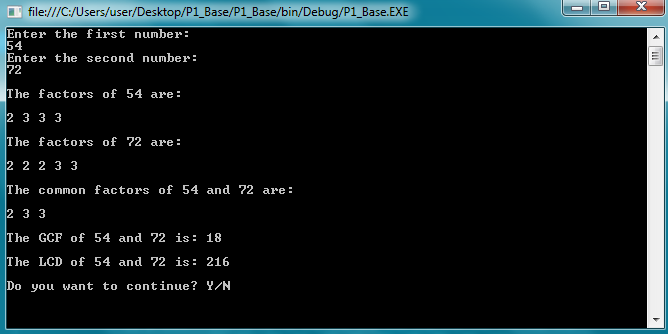 file:///C:/Users/user/Desktop/P1_Base/P1_Base/bin/Debug/P1_Base.EXE
Enter the first number:
54
Enter the second number:
72
The factors of 54 are:
2 3 3 3
The factors of 72 are:
2 2 2 3 3
The common factors of 54 and 72 are:
2 3 3
The GCF of 54 and 72 is: 18
The LCD of 54 and 72 is: 216
Do you want to continue? Y/N